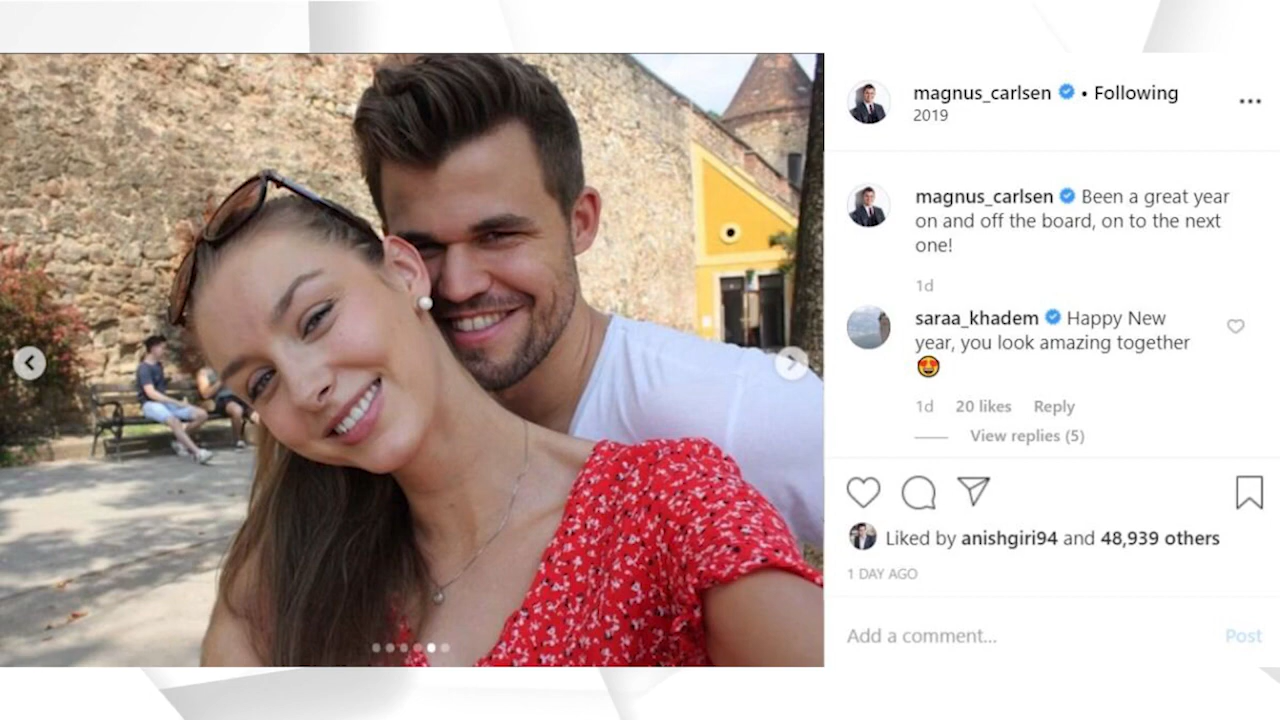 magnus_carlsen • Following
2019
magnus_carlsen Been a great year
on and off the board, on to the next
one!
1d
saraa_khadem Happy New
year, you look amazing together
😍
1d 20 likes Reply
View replies (5)
Liked by anishgiri94 and 48,939 others
1 DAY AGO
Add a comment... Post